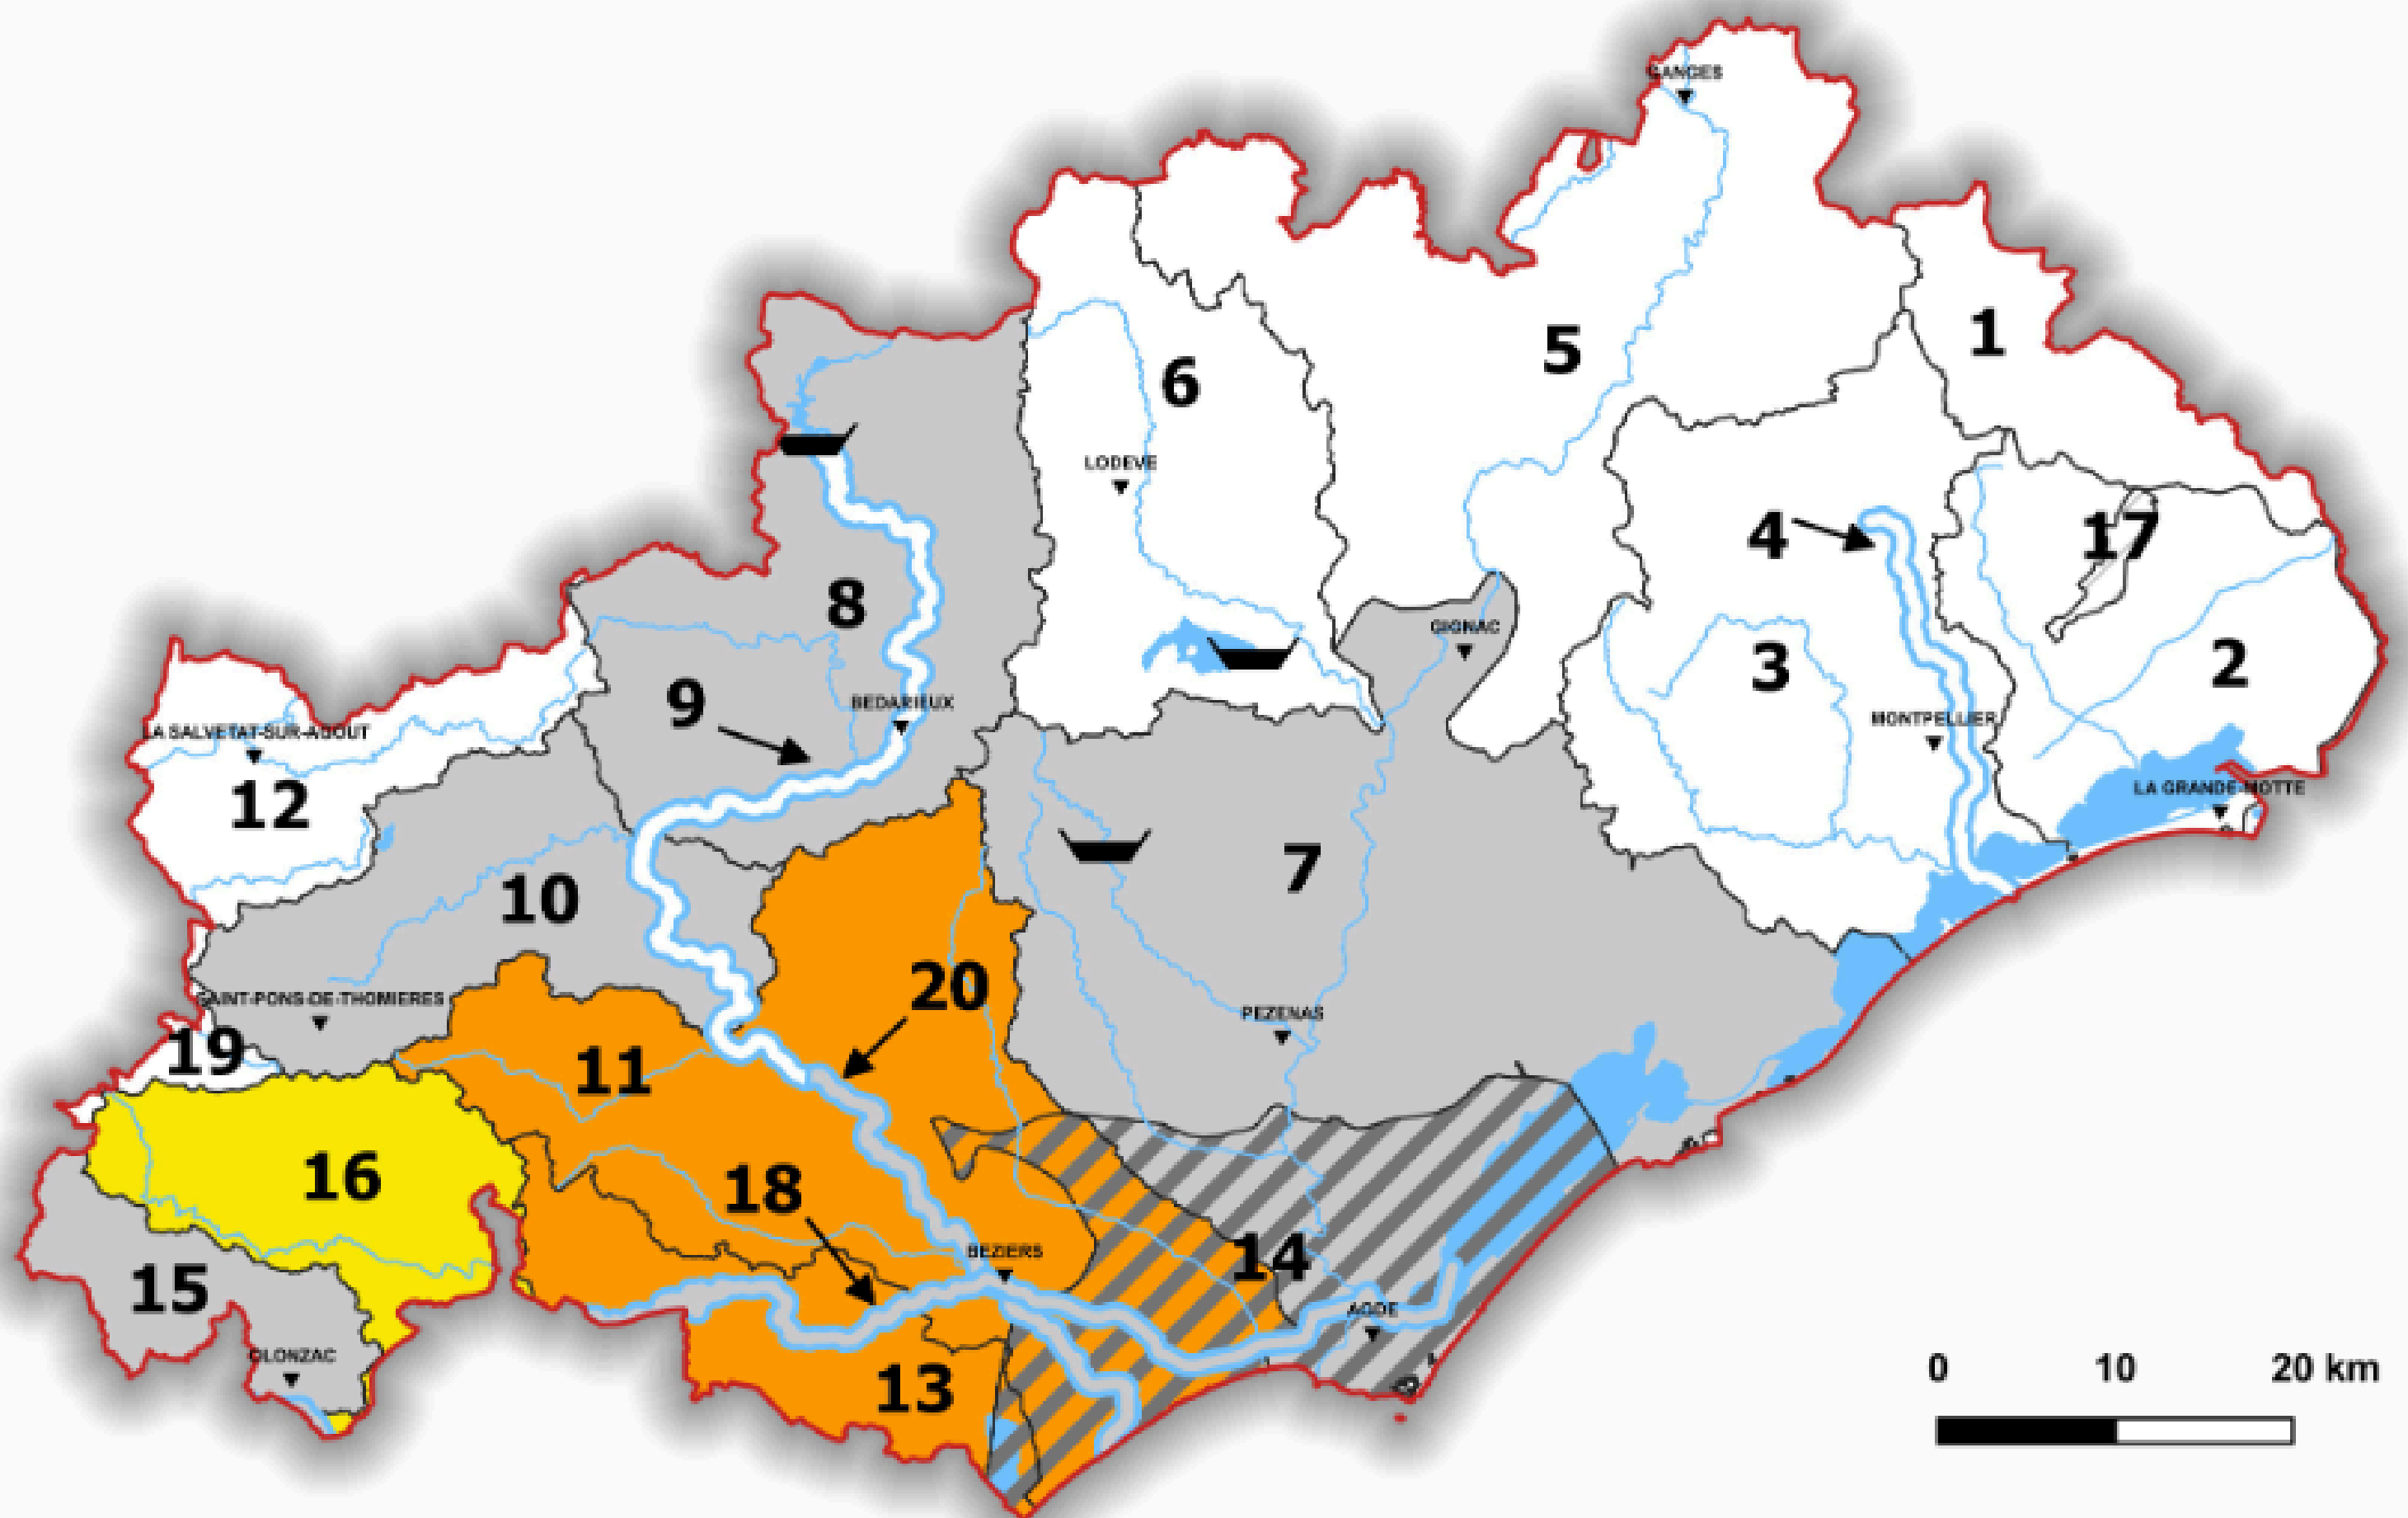 GANGES
1
5
6
LODEVE
4
17
8
GIGNAC
3
2
9
BEDARIEUX
MONTPELLIER
LA SALVETAT-SUR-AGOUT
12
LA GRANDE-MOTTE
7
10
20
SAINT-PONS-DE-THOMIERES
PEZENAS
19
11
16
18
14
BEZIERS
15
AGDE
OLONZAC
13
0 10 20 km